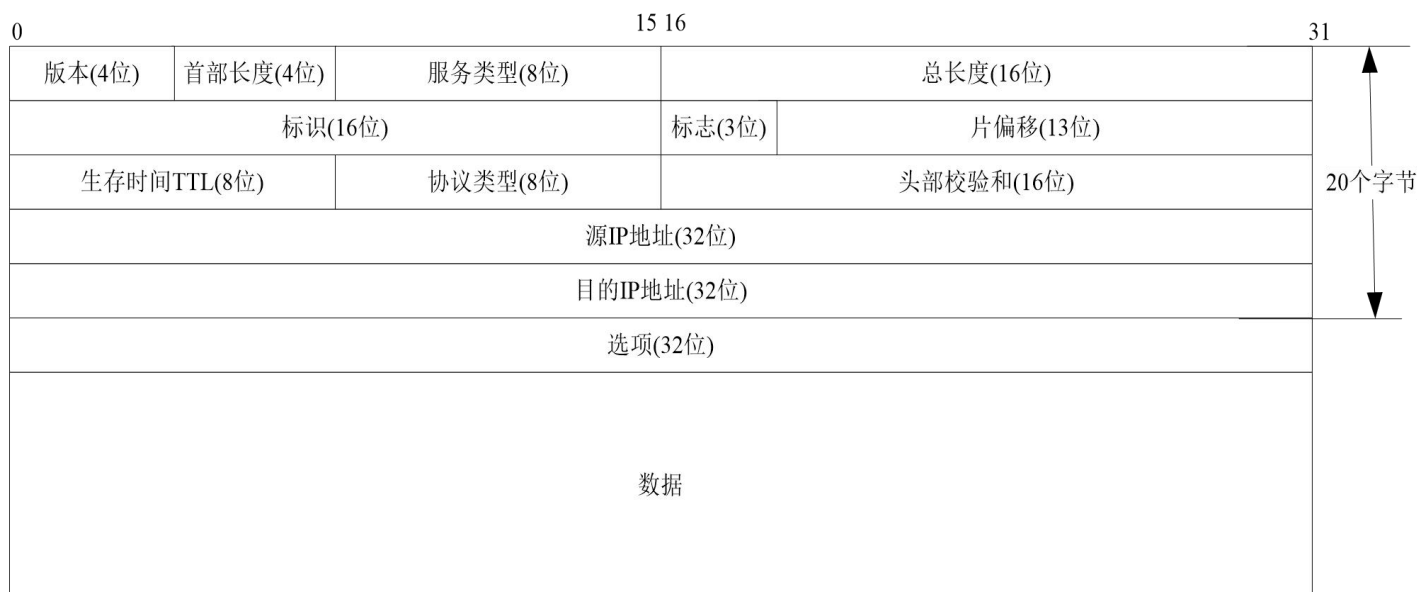 0 15 16 31
版本(4位) 首部长度(4位) 服务类型(8位) 总长度(16位)
标识(16位) 标志(3位) 片偏移(13位)
生存时间TTL(8位) 协议类型(8位) 头部校验和(16位) 20个字节
源IP地址(32位)
目的IP地址(32位)
选项(32位)
数据